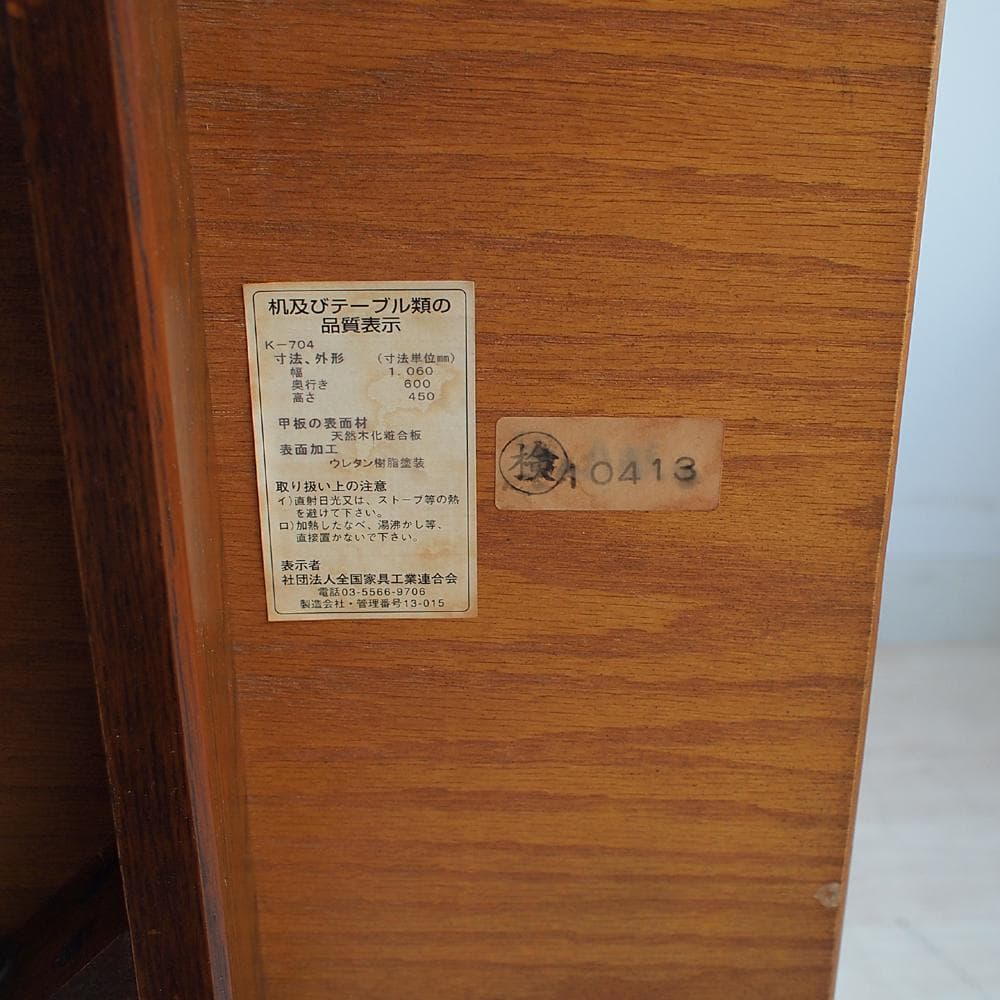 机及びテーブル類の
品質表示
K-704
寸法、外形 (寸法単位㎜)
幅 1.060
奥行き 600
高さ 450
甲板の表面材
天然木化粧合板
表面加工
ウレタン樹脂塗装
取り扱い上の注意
イ)直射日光又は、ストーブ等の熱
を避けて下さい。
ロ)加熱したなべ、湯沸かし等、
直接置かないで下さい。
表示者
社団法人全国家具工業連合会
電話03-5566-9706
製造会社・管理番号13-015
検 10413